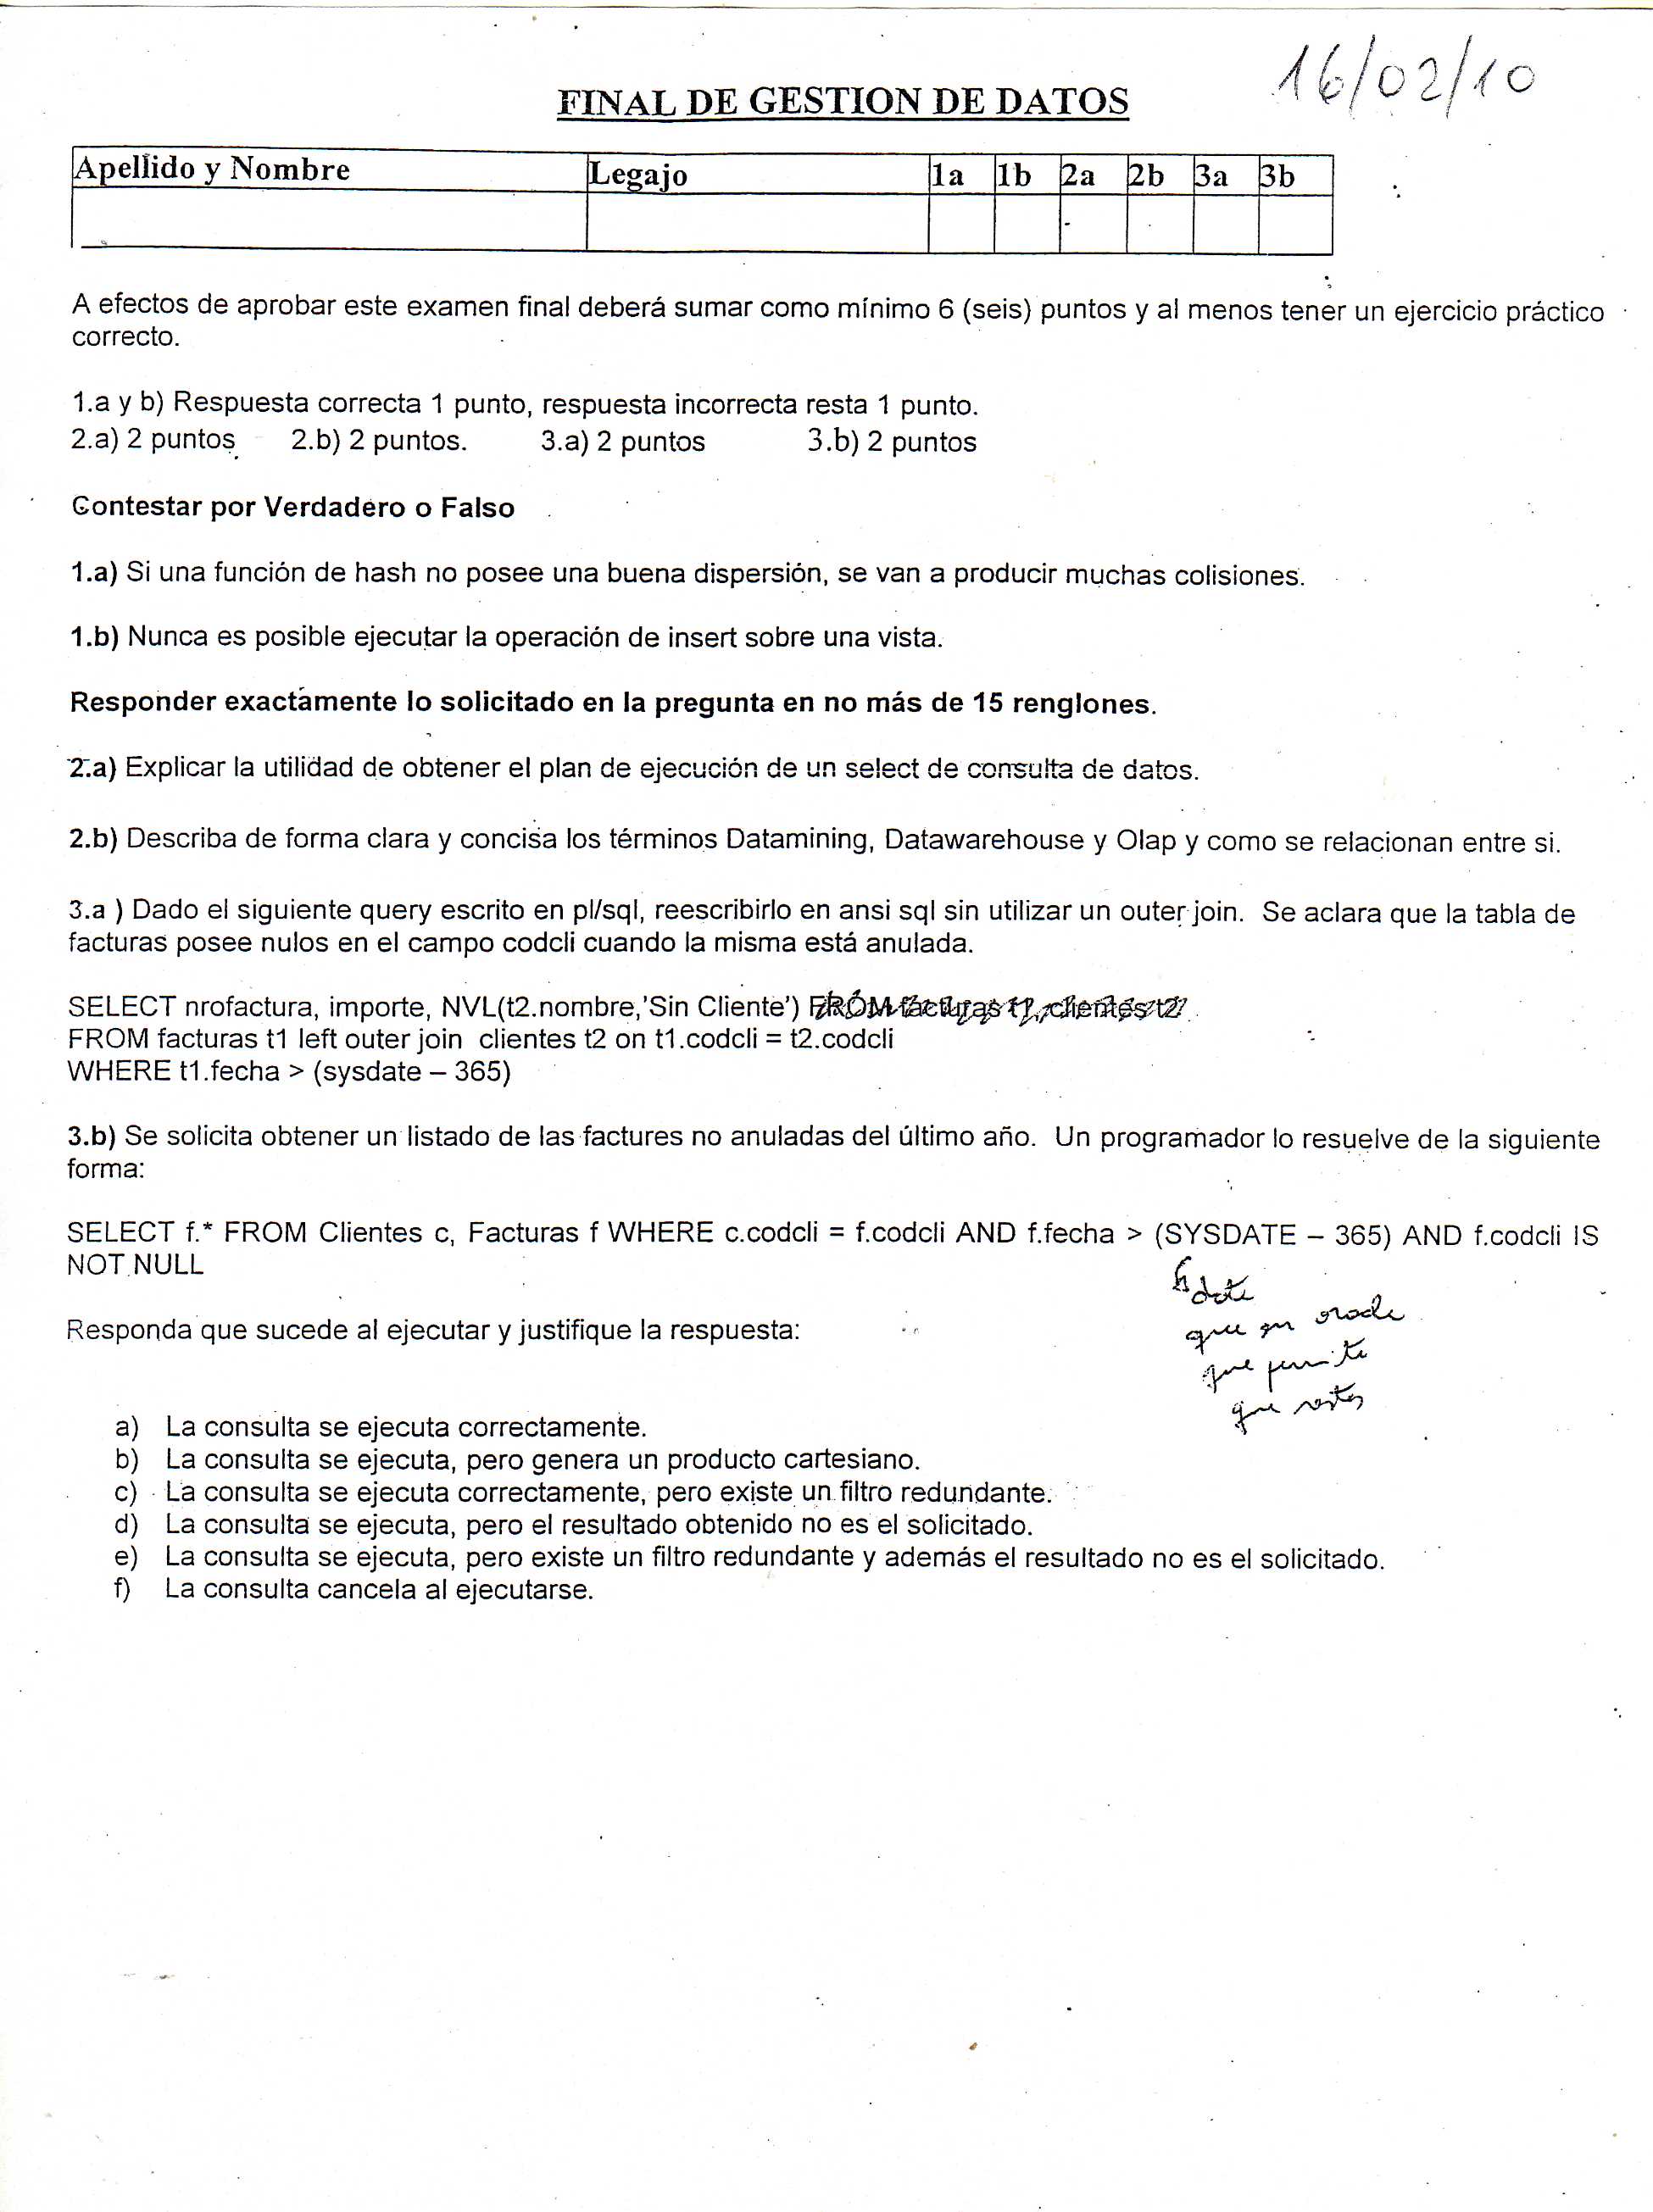 16/02/10
FINAL DE GESTION DE DATOS
Apellido y Nombre Legajo 1a 1b 2a 2b 3a 3b
A efectos de aprobar este examen final deberá sumar como mínimo 6 (seis) puntos y al menos tener un ejercicio práctico
correcto.
1.a y b) Respuesta correcta 1 punto, respuesta incorrecta resta 1 punto.
2.a) 2 puntos 2.b) 2 puntos. 3.a) 2 puntos 3.b) 2 puntos
Contestar por Verdadero o Falso
1.a) Si una función de hash no posee una buena dispersión, se van a producir muchas colisiones.
1.b) Nunca es posible ejecutar la operación de insert sobre una vista.
Responder exactamente lo solicitado en la pregunta en no más de 15 renglones.
2.a) Explicar la utilidad de obtener el plan de ejecución de un select de consulta de datos.
2.b) Describa de forma clara y concisa los términos Datamining, Datawarehouse y Olap y como se relacionan entre si.
3.a ) Dado el siguiente query escrito en pl/sql, reescribirlo en ansi sql sin utilizar un outer join. Se aclara que la tabla de
facturas posee nulos en el campo codcli cuando la misma está anulada.
SELECT nrofactura, importe, NVL(t2.nombre,'Sin Cliente') FROM facturas t1, clientes t2
FROM facturas t1 left outer join clientes t2 on t1.codcli = t2.codcli
WHERE t1.fecha > (sysdate – 365)
3.b) Se solicita obtener un listado de las factures no anuladas del último año. Un programador lo resuelve de la siguiente
forma:
SELECT f.* FROM Clientes c, Facturas f WHERE c.codcli = f.codcli AND f.fecha > (SYSDATE – 365) AND f.codcli IS
NOT NULL
date
que en oracle
que permite
que restes
Responda que sucede al ejecutar y justifique la respuesta:
a) La consulta se ejecuta correctamente.
b) La consulta se ejecuta, pero genera un producto cartesiano.
c) La consulta se ejecuta correctamente, pero existe un filtro redundante.
d) La consulta se ejecuta, pero el resultado obtenido no es el solicitado.
e) La consulta se ejecuta, pero existe un filtro redundante y además el resultado no es el solicitado.
f) La consulta cancela al ejecutarse.